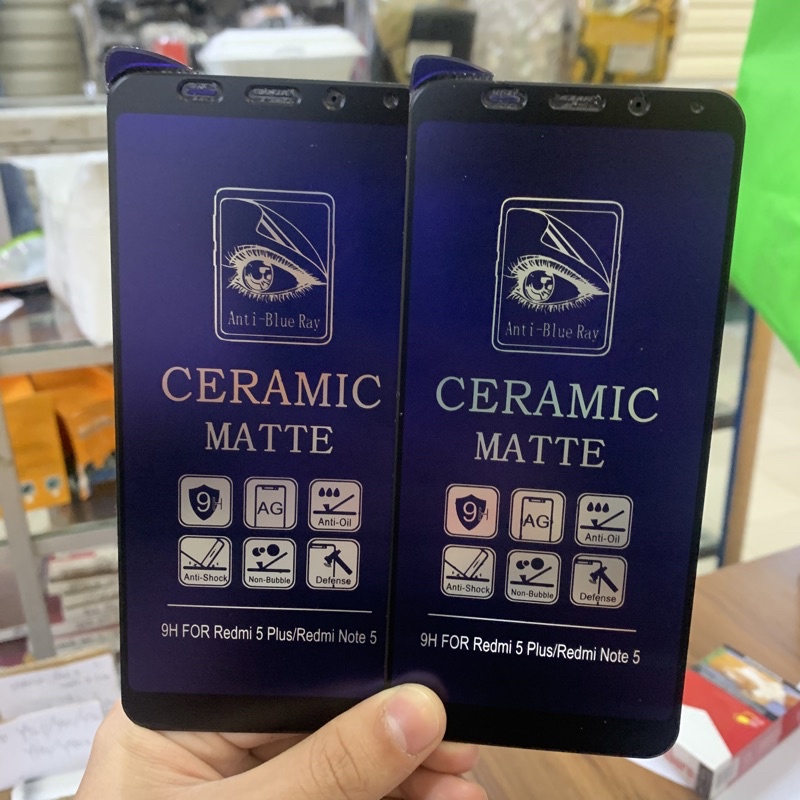 Anti-Blue Ray
CERAMIC
MATTE
9H
AG
Anti-Oil
Anti-Shock
Non-Bubble
Defense
9H FOR Redmi 5 Plus/Redmi Note 5
Anti-Blue Ray
CERAMIC
MATTE
9H
AG
Anti-Oil
Anti-Shock
Non-Bubble
Defense
9H FOR Redmi 5 Plus/Redmi Note 5